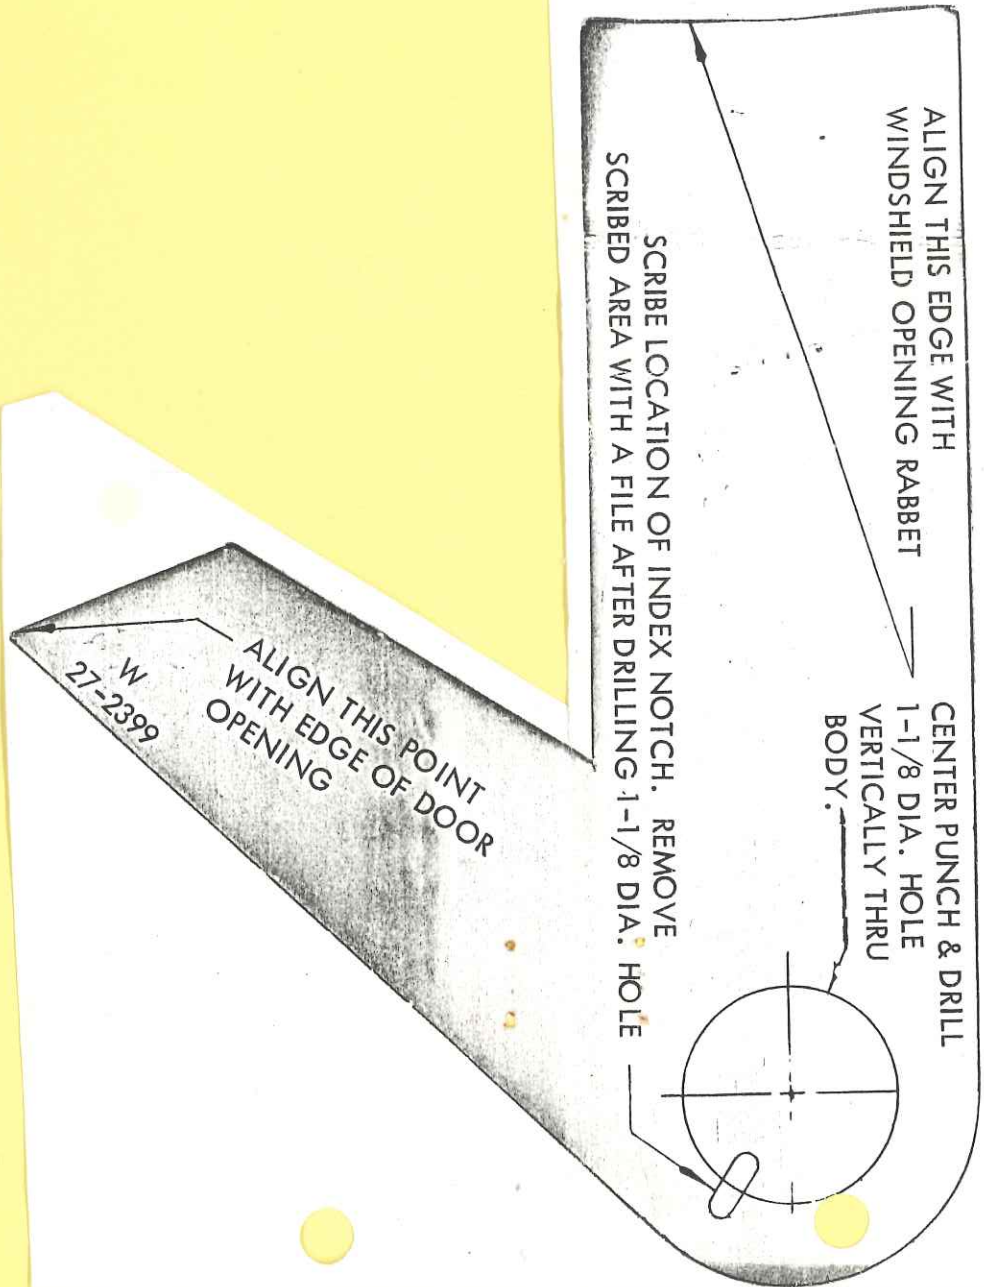 ALIGN THIS EDGE WITH
WINDSHIELD OPENING RABBET
CENTER PUNCH & DRILL
1-1/8 DIA. HOLE
VERTICALLY THRU
BODY.
SCRIBE LOCATION OF INDEX NOTCH. REMOVE
SCRIBED AREA WITH A FILE AFTER DRILLING 1-1/8 DIA. HOLE
ALIGN THIS POINT
WITH EDGE OF DOOR
OPENING
W
27-2399